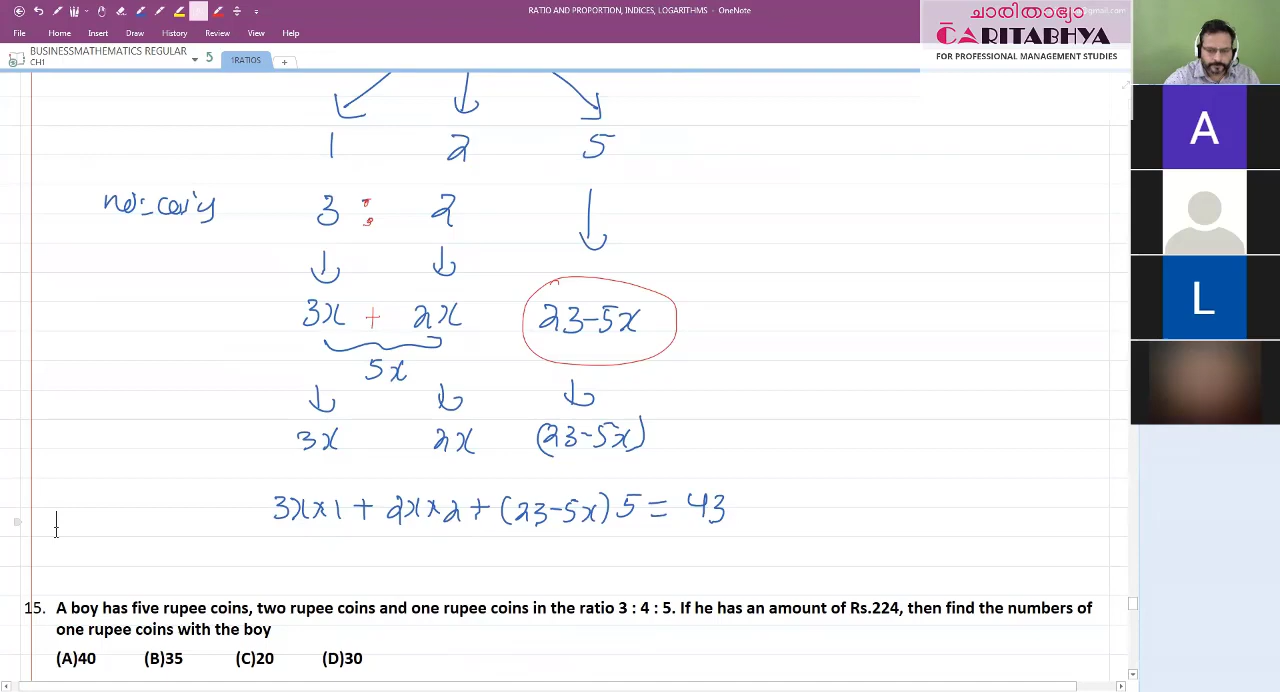 RATIO AND PROPORTION, INDICES, LOGARITHMS - OneNote
File Home Insert Draw History Review View Help
ചാരിതാഭ്യാ
@gmail.com
CĀRITABHYA
FOR PROFESSIONAL MANAGEMENT STUDIES
BUSINESSMATHEMATICS REGULAR
CH1
5
1RATIOS
A
L
1 2 5
3 : 2
3x + 2x 23-5x
5x
3x 2x (23-5x)
3x×1 + 2x×2 + (23-5x) 5 = 43
15. A boy has five rupee coins, two rupee coins and one rupee coins in the ratio 3 : 4 : 5. If he has an amount of Rs.224, then find the numbers of
one rupee coins with the boy
(A)40 (B)35 (C)20 (D)30